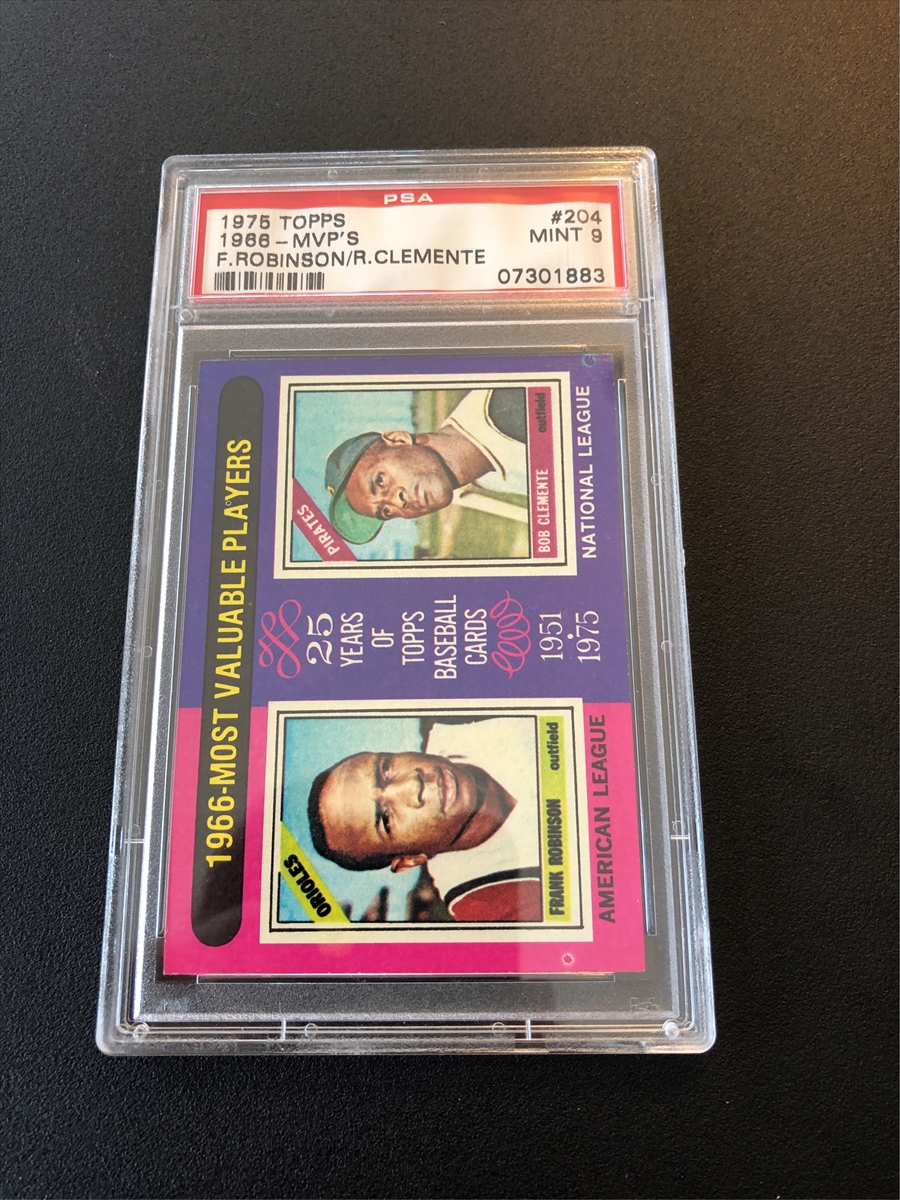 PSA
1975 TOPPS #204
1966 - MVP'S MINT 9
F.ROBINSON/R.CLEMENTE
07301883
1966-MOST VALUABLE PLAYERS
ORIOLES
FRANK ROBINSON outfield
AMERICAN LEAGUE
25
YEARS
OF
TOPPS
BASEBALL
CARDS
1951
•
1975
PIRATES
BOB CLEMENTE outfield
NATIONAL LEAGUE
PSA